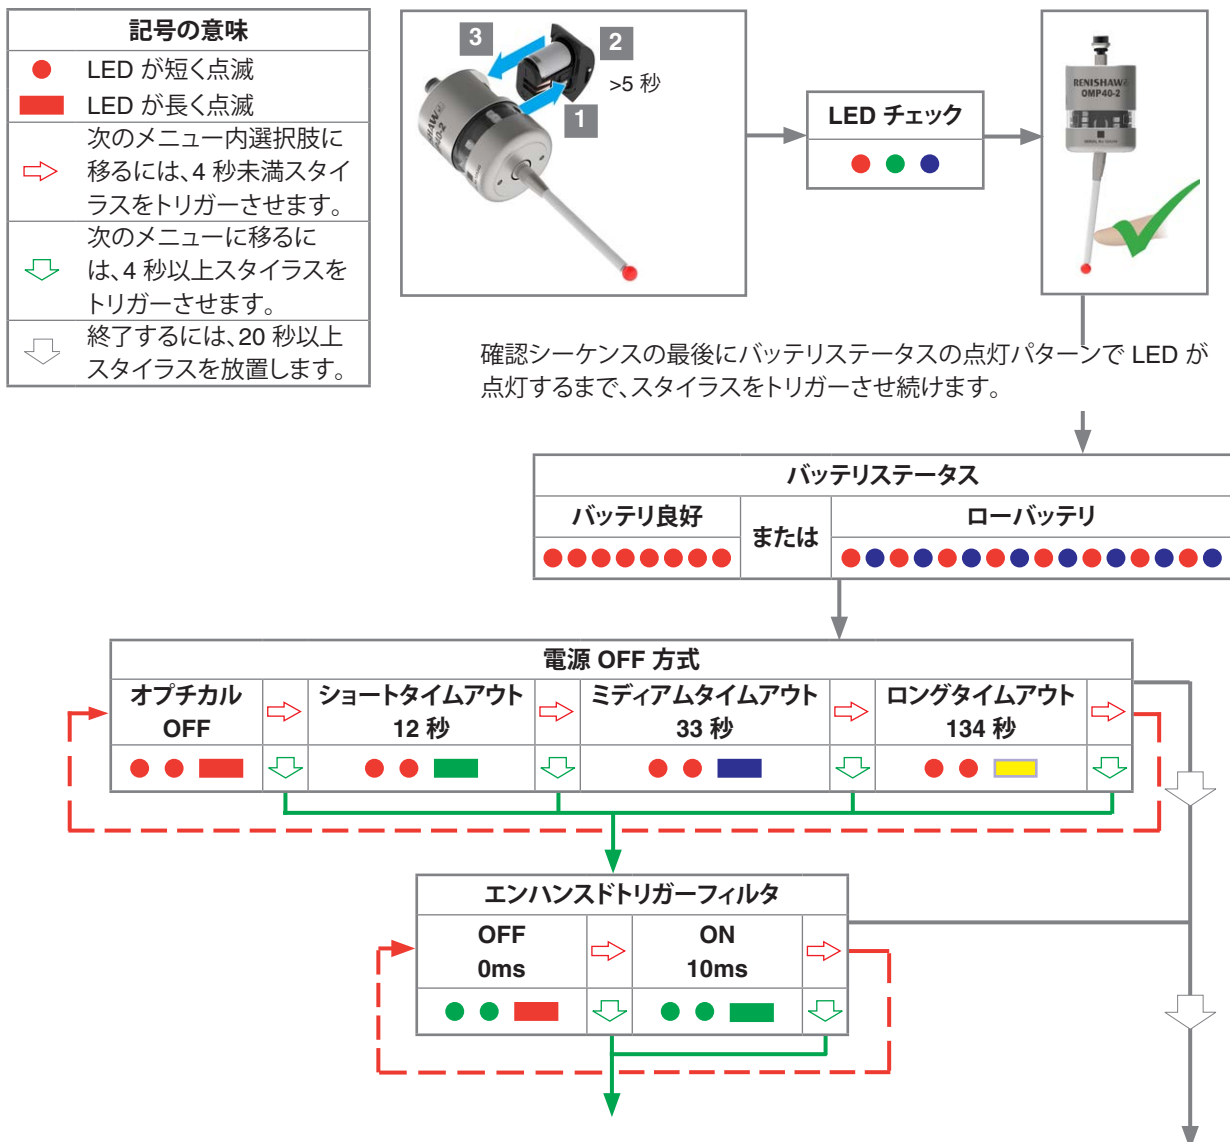 記号の意味
LED が短く点滅
LED が長く点滅
次のメニュー内選択肢に
移るには、4 秒未満スタイ
ラスをトリガーさせます。
次のメニューに移るに
は、4 秒以上スタイラスを
トリガーさせます。
終了するには、20 秒以上
スタイラスを放置します。
3
2
>5 秒
1
SHAW
40-2
LED チェック
RENISHAW
OMP40-2
確認シーケンスの最後にバッテリステータスの点灯パターンで LED が
点灯するまで、スタイラスをトリガーさせ続けます。
バッテリステータス
バッテリ良好
または
ローバッテリ
電源 OFF 方式
オプチカル
OFF
ショートタイムアウト
12 秒
ミディアムタイムアウト
33 秒
ロングタイムアウト
134 秒
エンハンスドトリガーフィルタ
OFF
0ms
ON
10ms